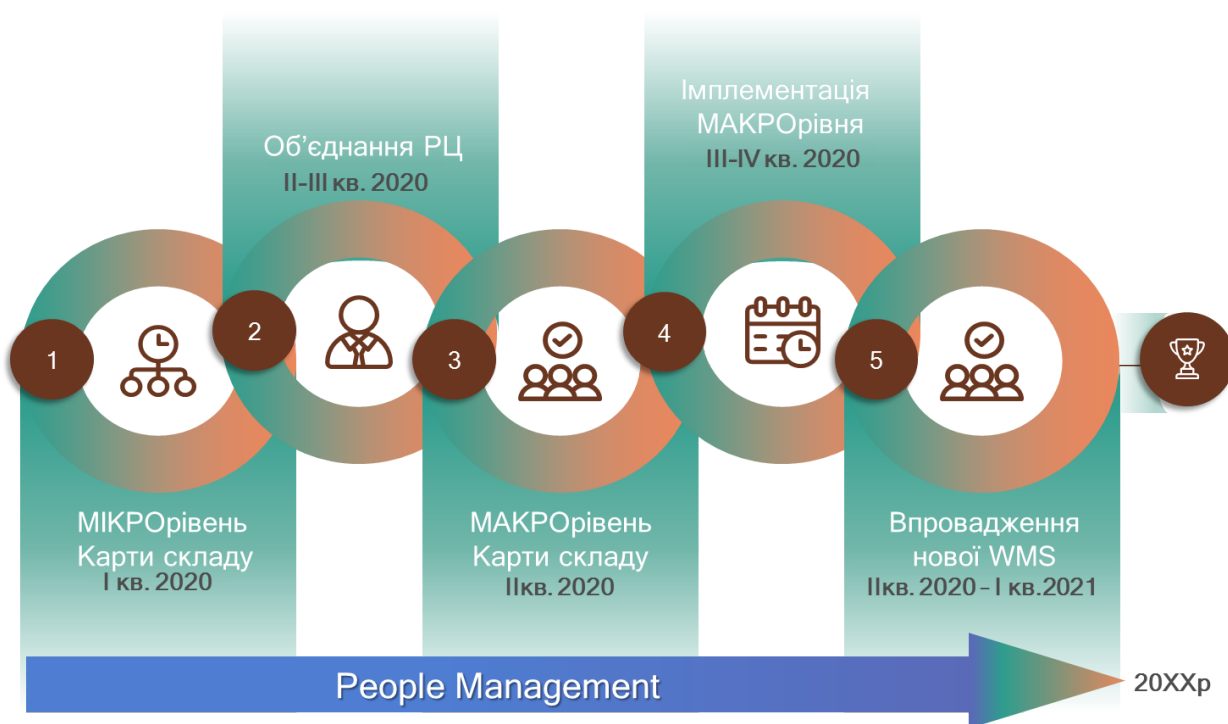 1
МІКРОрівень
Карти складу
I кв. 2020
2
Об’єднання РЦ
II-III кв. 2020
3
МАКРОрівень
Карти складу
IIкв. 2020
4
Імплементація
МАКРОрівня
III-IV кв. 2020
5
Впровадження
нової WMS
IIкв. 2020 – I кв.2021
People Management
20XXр